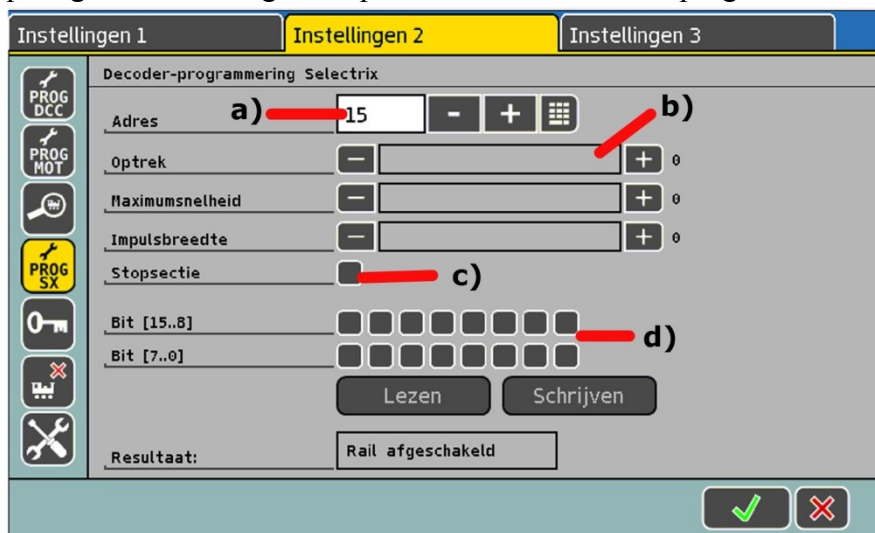 Instellingen 1 Instellingen 2 Instellingen 3
Decoder-programmering Selectrix
PROG DCC
Adres a) 15 - + b)
PROG MOT
Optrek - + 0
Maximumsnelheid - + 0
Impulsbreedte - + 0
PROG SX
Stopsectie c)
Bit [15..8] d)
Bit [7..0]
Lezen Schrijven
Resultaat: Rail afgeschakeld